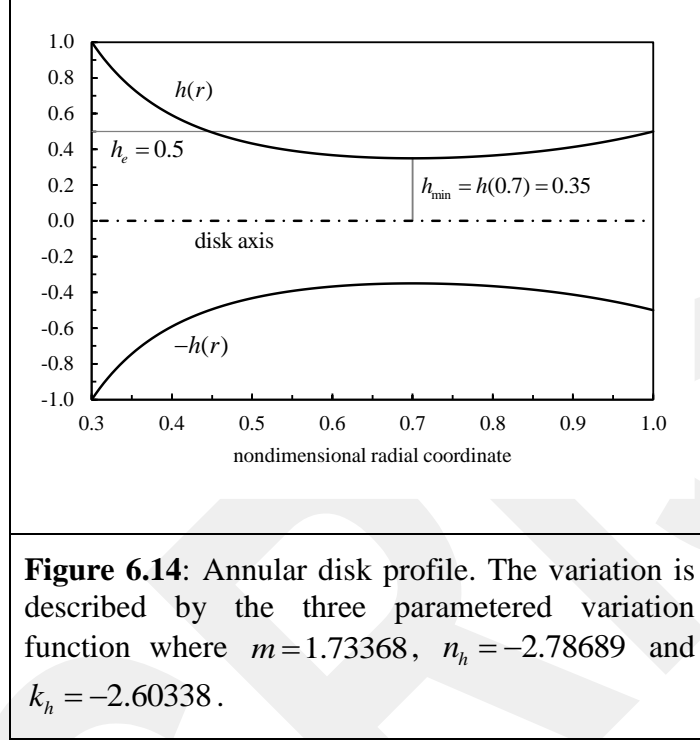 1.0
0.8
0.6
0.4
0.2
0.0
-0.2
-0.4
-0.6
-0.8
-1.0
h(r)
h_e = 0.5
h_min = h(0.7) = 0.35
disk axis
−h(r)
0.3 0.4 0.5 0.6 0.7 0.8 0.9 1.0
nondimensional radial coordinate
Figure 6.14: Annular disk profile. The variation is
described by the three parametered variation
function where m = 1.73368, n_h = −2.78689 and
k_h = −2.60338.